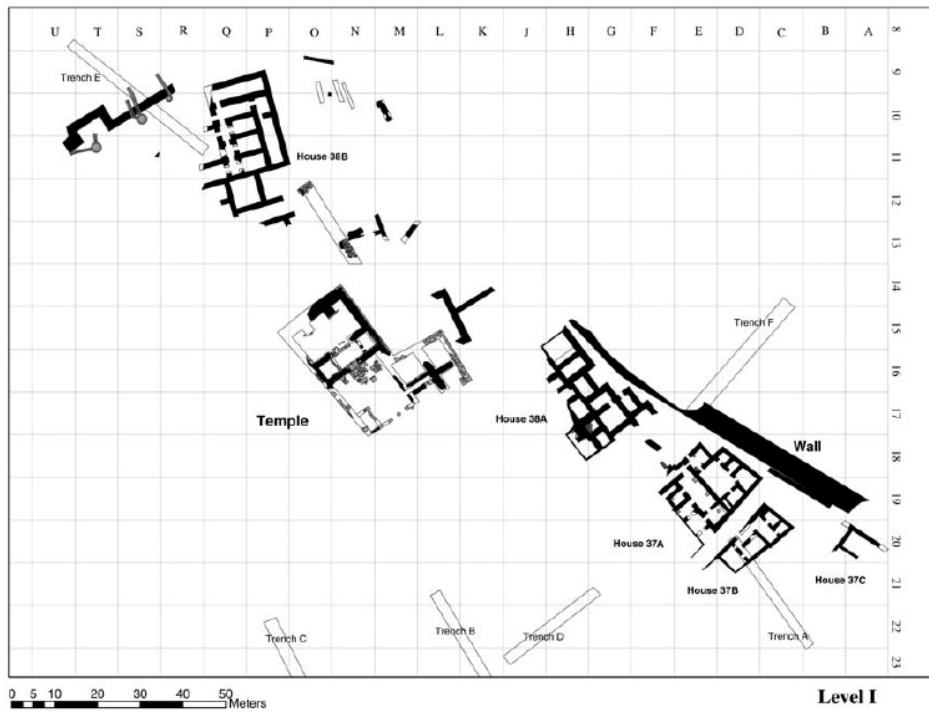 U T S R Q P O N M L K J H G F E D C B A
8
9
10
11
12
13
14
15
16
17
18
19
20
21
22
23
Trench E
House 38B
Trench F
Temple
House 38A
Wall
House 37A
House 37B
House 37C
Trench C
Trench B
Trench D
Trench A
0 5 10 20 30 40 50
Meters
Level I